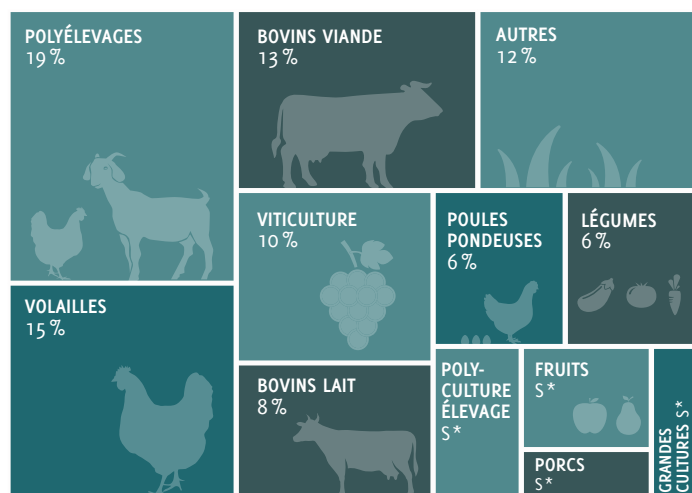 POLYÉLEVAGES
19 %
BOVINS VIANDE
13 %
AUTRES
12 %
VITICULTURE
10 %
POULES
PONDEUSES
6 %
LÉGUMES
6 %
VOLAILLES
15 %
BOVINS LAIT
8 %
POLY-
CULTURE
ÉLEVAGE
S*
FRUITS
S*
PORCS
S*
GRANDES
CULTURES S*